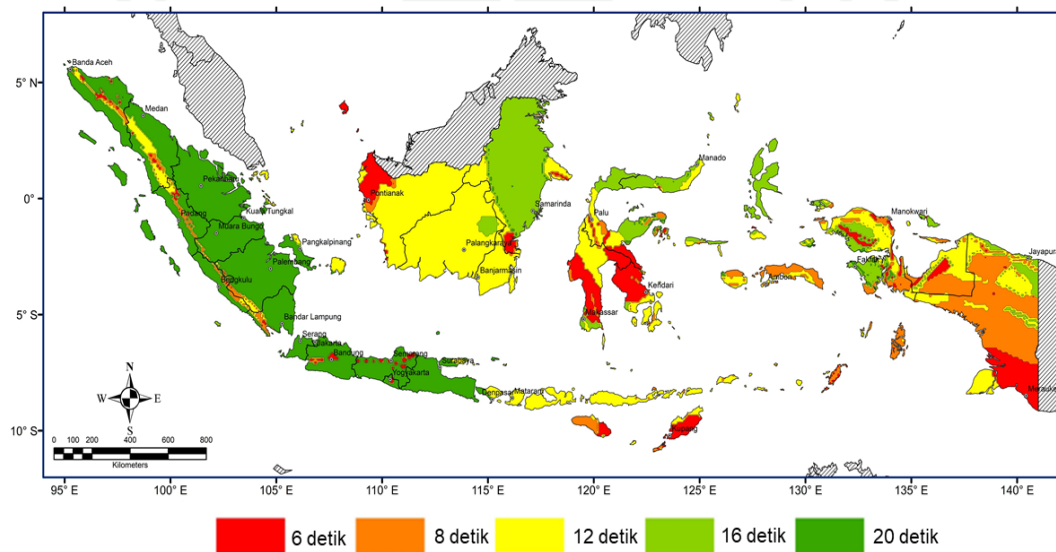 5° N
0°
5° S
10° S
95° E
100° E
105° E
110° E
115° E
120° E
125° E
130° E
135° E
140° E
Banda Aceh
Medan
Pekanbaru
Kuala Tungkal
Padang
Muara Bungo
Pangkalpinang
Palembang
Bengkulu
Bandar Lampung
Serang
Jakarta
Bandung
Semarang
Yogyakarta
Surabaya
Denpasar
Mataram
Kupang
Pontianak
Palangkaraya
Banjarmasin
Samarinda
Manado
Palu
Kendari
Makassar
Ambon
Manokwari
Jayapura
N
W
E
S
0 50 100 200 400 600 800
Kilometers
6 detik
8 detik
12 detik
16 detik
20 detik